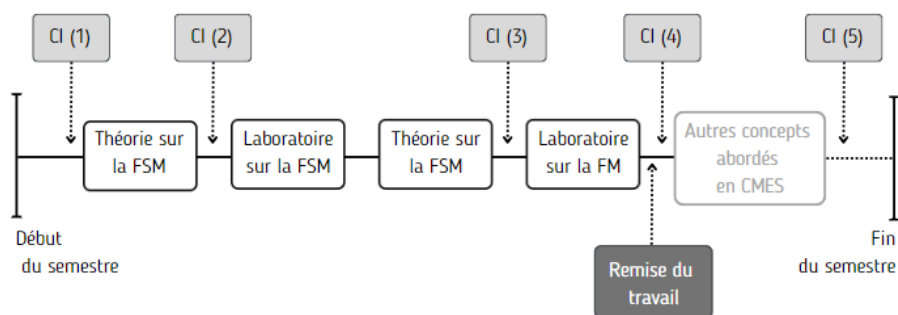 CI (1)
CI (2)
CI (3)
CI (4)
CI (5)
Théorie sur
la FSM
Laboratoire
sur la FSM
Théorie sur
la FSM
Laboratoire
sur la FM
Autres concepts
abordés
en CMES
Début
du semestre
Remise du
travail
Fin
du semestre